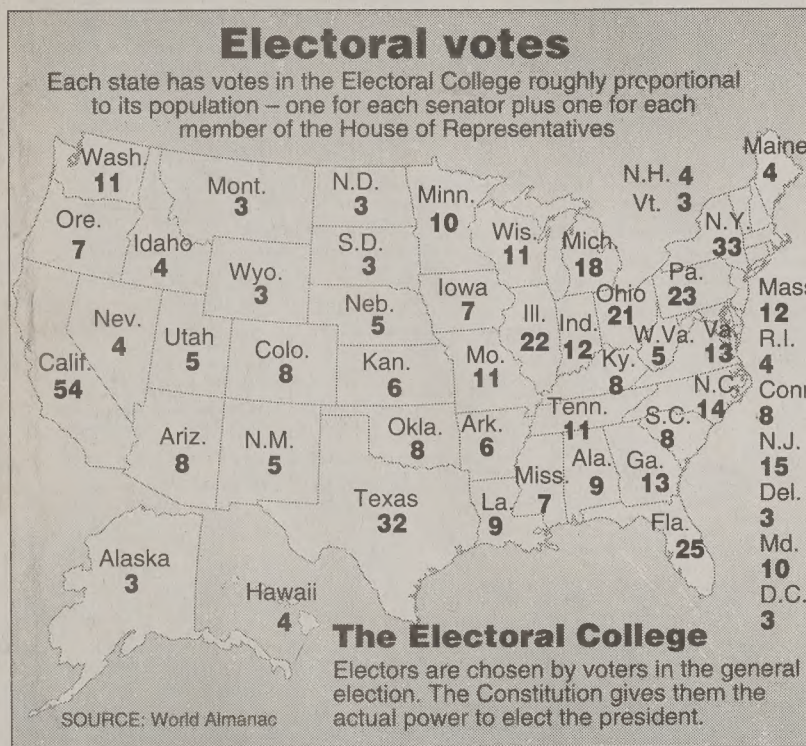 Electoral votes
Each state has votes in the Electoral College roughly proportional
to its population – one for each senator plus one for each
member of the House of Representatives
Wash.
11
Mont.
3
N.D.
3
Minn.
10
N.H. 4
Vt. 3
Maine
4
Ore.
7
Idaho
4
Wyo.
3
S.D.
3
Wis.
11
Mich.
18
N.Y.
33
Nev.
4
Utah
5
Colo.
8
Neb.
5
Iowa
7
Ill.
22
Ind.
12
Ohio
21
Pa.
23
Calif.
54
Kan.
6
Mo.
11
Ky.
8
W.Va.
5
Va.
13
Ariz.
8
N.M.
5
Okla.
8
Ark.
6
Tenn.
11
N.C.
14
S.C.
8
Texas
32
La.
9
Miss.
7
Ala.
9
Ga.
13
Fla.
25
Mass
12
R.I.
4
Conn
8
N.J.
15
Del.
3
Md.
10
D.C.
3
Alaska
3
Hawaii
4
The Electoral College
Electors are chosen by voters in the general
election. The Constitution gives them the
actual power to elect the president.
SOURCE: World Almanac